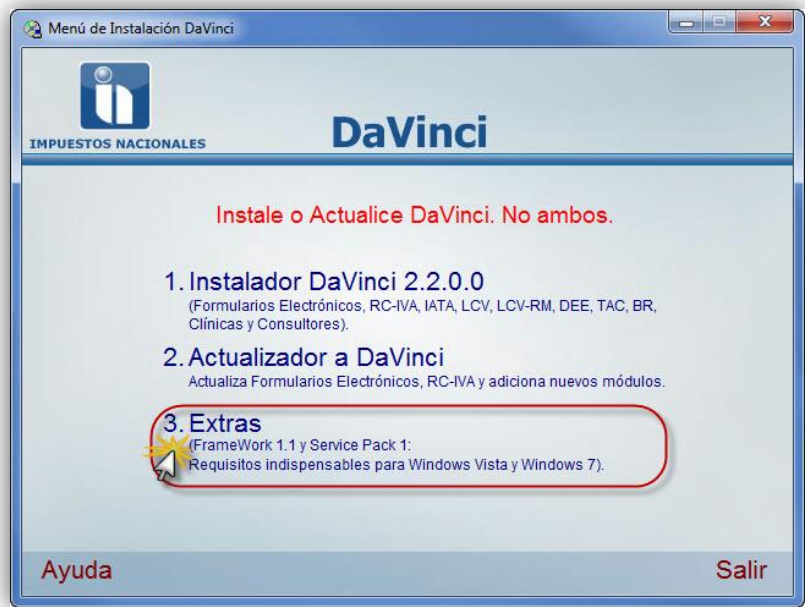 Menú de Instalación DaVinci
IMPUESTOS NACIONALES
DaVinci
Instale o Actualice DaVinci. No ambos.
1. Instalador DaVinci 2.2.0.0
(Formularios Electrónicos, RC-IVA, IATA, LCV, LCV-RM, DEE, TAC, BR,
Clínicas y Consultores).
2. Actualizador a DaVinci
Actualiza Formularios Electrónicos, RC-IVA y adiciona nuevos módulos.
3. Extras
(FrameWork 1.1 y Service Pack 1:
Requisitos indispensables para Windows Vista y Windows 7).
Ayuda
Salir